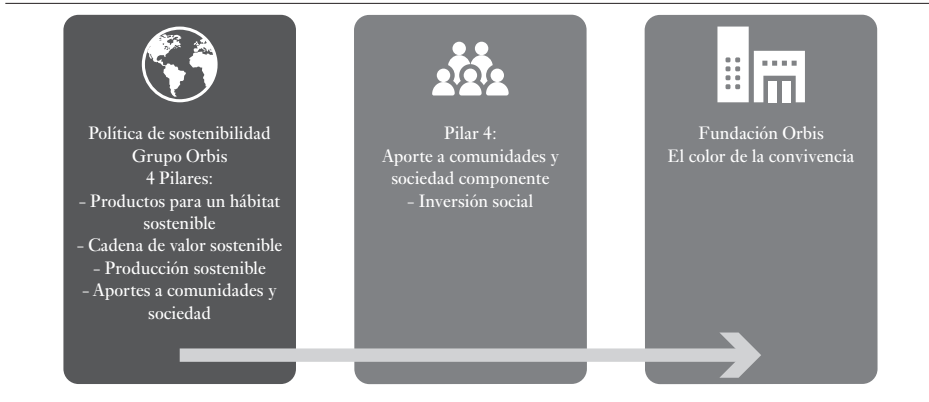 Política de sostenibilidad
Grupo Orbis
4 Pilares:
– Productos para un hábitat
sostenible
– Cadena de valor sostenible
– Producción sostenible
– Aportes a comunidades y
sociedad
Pilar 4:
Aporte a comunidades y
sociedad componente
– Inversión social
Fundación Orbis
El color de la convivencia